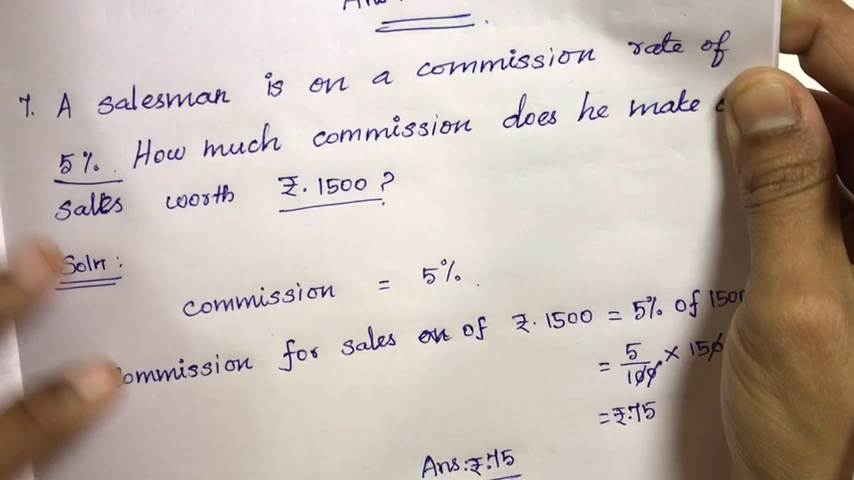 7. A salesman is on a commission rate of
5%. How much commission does he make
sales worth ₹. 1500 ?
Soln :
commission = 5%.
commission for sales of ₹. 1500 = 5% of 1500
= 5/100 × 150
= ₹.75
Ans: ₹.75